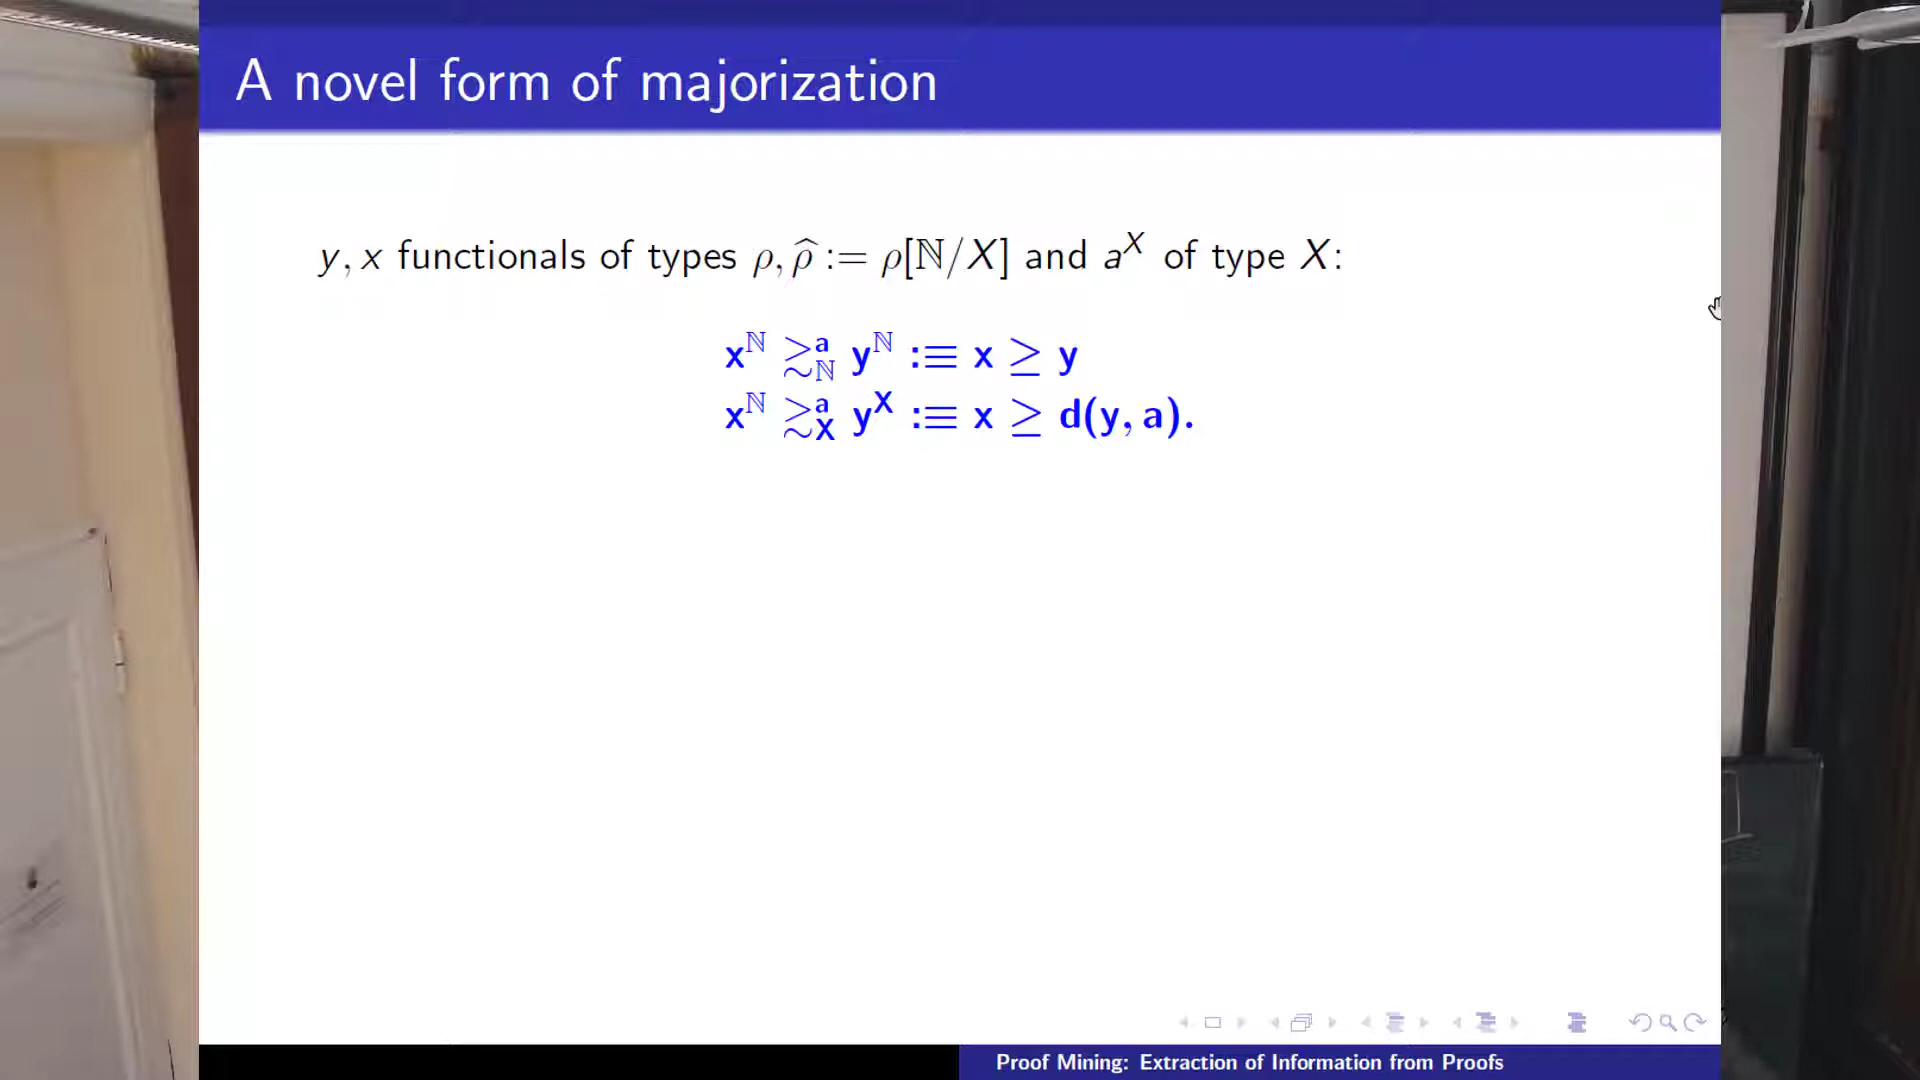 A novel form of majorization
y, x functionals of types ρ, ρ̂ := ρ[ℕ/X] and a^X of type X:
x^ℕ ≳^a_ℕ y^ℕ :≡ x ≥ y
x^ℕ ≳^a_X y^X :≡ x ≥ d(y, a).
Proof Mining: Extraction of Information from Proofs